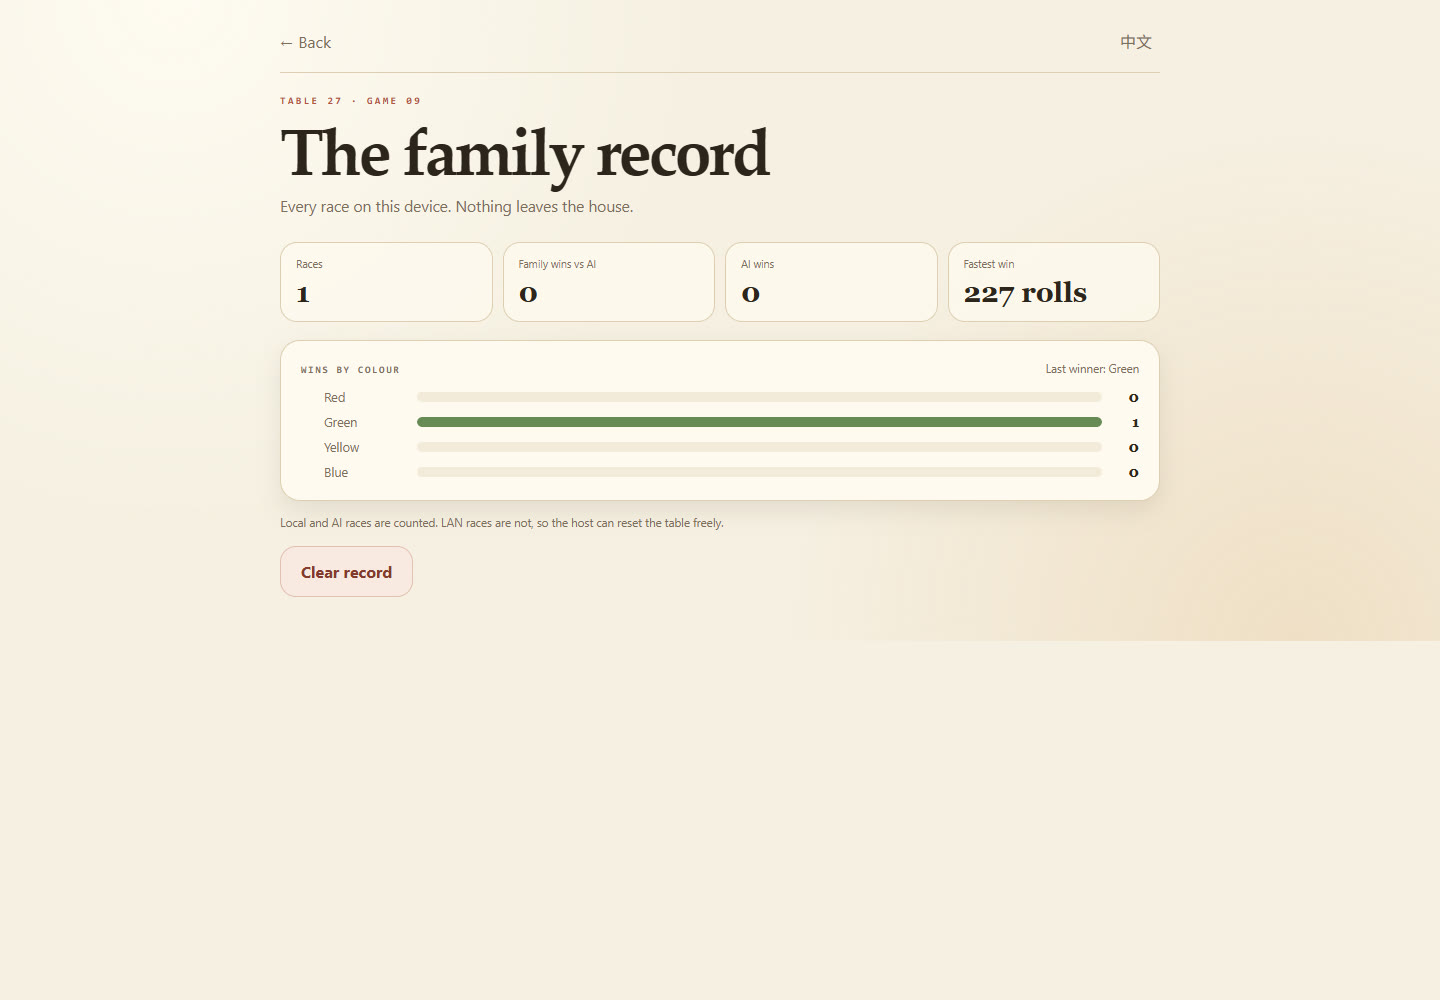 ← Back
中文
TABLE 27 · GAME 09
The family record
Every race on this device. Nothing leaves the house.
Races
1
Family wins vs AI
0
AI wins
0
Fastest win
227 rolls
WINS BY COLOUR
Last winner: Green
Red 0
Green 1
Yellow 0
Blue 0
Local and AI races are counted. LAN races are not, so the host can reset the table freely.
Clear record